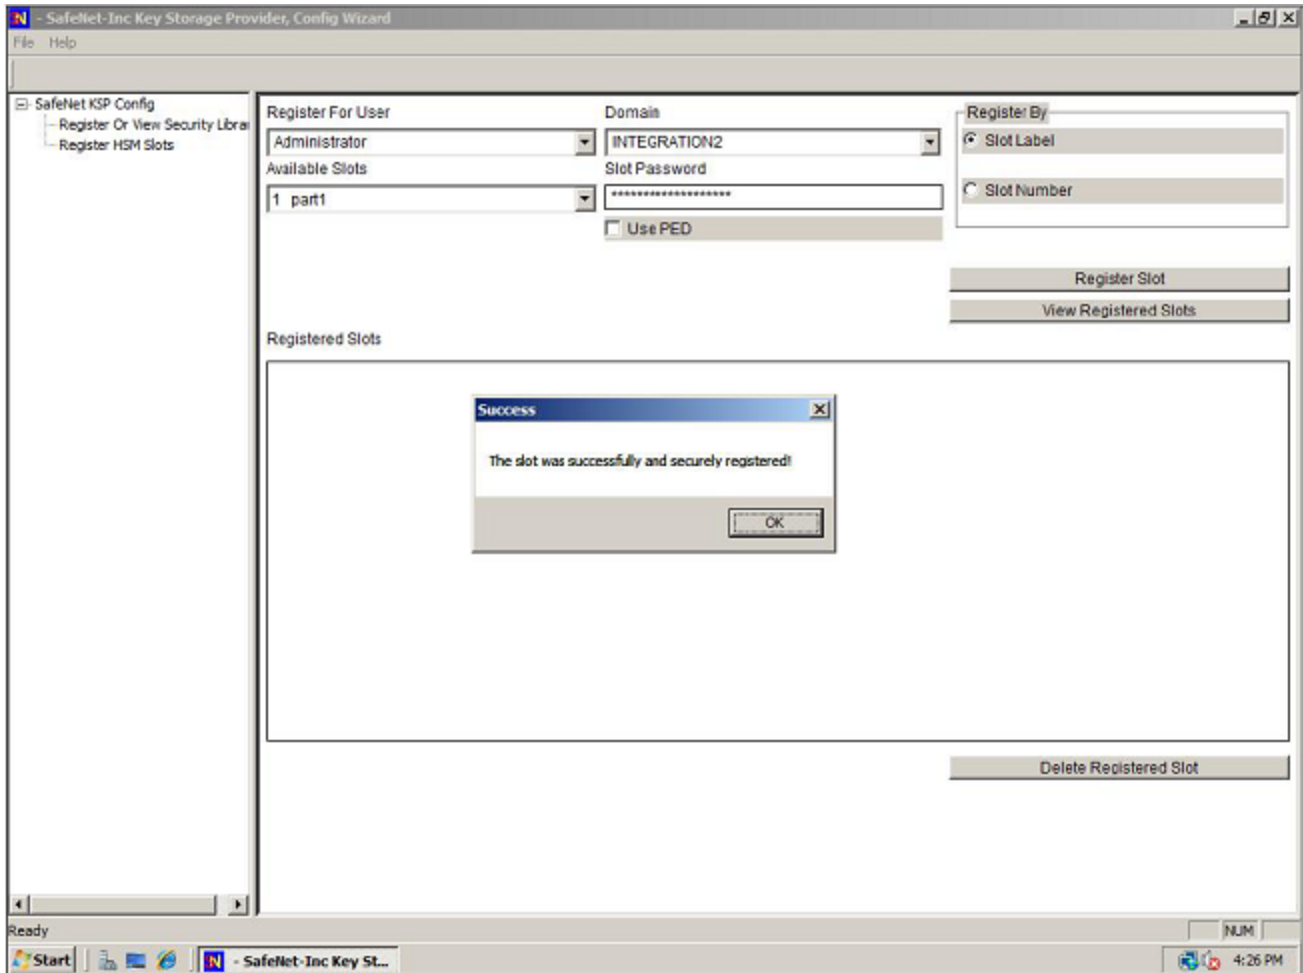 - SafeNet-Inc Key Storage Provider, Config Wizard
File Help
SafeNet KSP Config
Register Or View Security Librar
Register HSM Slots
Register For User
Domain
Register By
Administrator
INTEGRATION2
Slot Label
Available Slots
Slot Password
1 part1
*******************
Slot Number
Use PED
Register Slot
View Registered Slots
Registered Slots
Success
The slot was successfully and securely registered!
OK
Delete Registered Slot
Ready
NUM
Start
N - SafeNet-Inc Key St...
4:26 PM